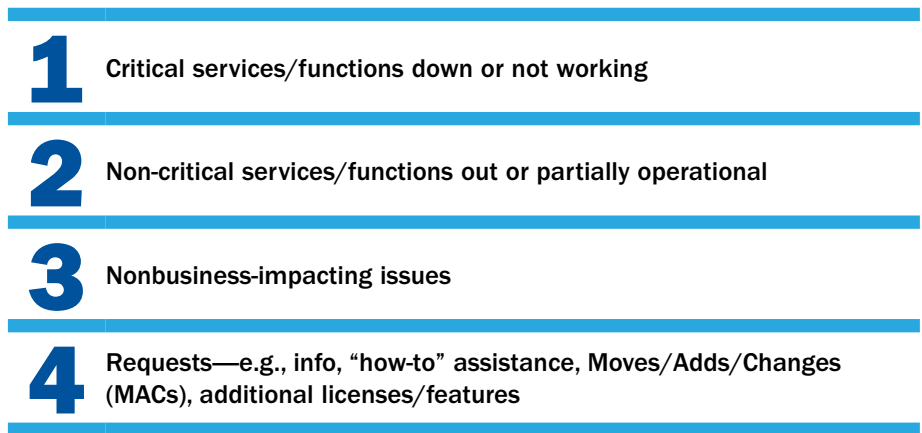 1
Critical services/functions down or not working
2
Non-critical services/functions out or partially operational
3
Nonbusiness-impacting issues
4
Requests—e.g., info, “how-to” assistance, Moves/Adds/Changes
(MACs), additional licenses/features